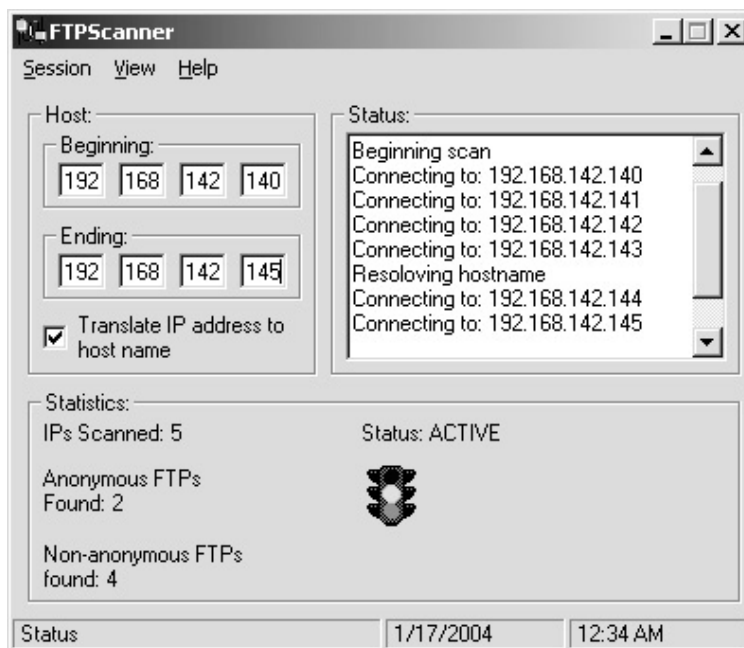 FTPScanner
Session View Help
Host:
Beginning:
192 168 142 140
Ending:
192 168 142 145
Translate IP address to
host name
Status:
Beginning scan
Connecting to: 192.168.142.140
Connecting to: 192.168.142.141
Connecting to: 192.168.142.142
Connecting to: 192.168.142.143
Resoloving hostname
Connecting to: 192.168.142.144
Connecting to: 192.168.142.145
Statistics:
IPs Scanned: 5
Status: ACTIVE
Anonymous FTPs
Found: 2
Non-anonymous FTPs
found: 4
Status
1/17/2004
12:34 AM